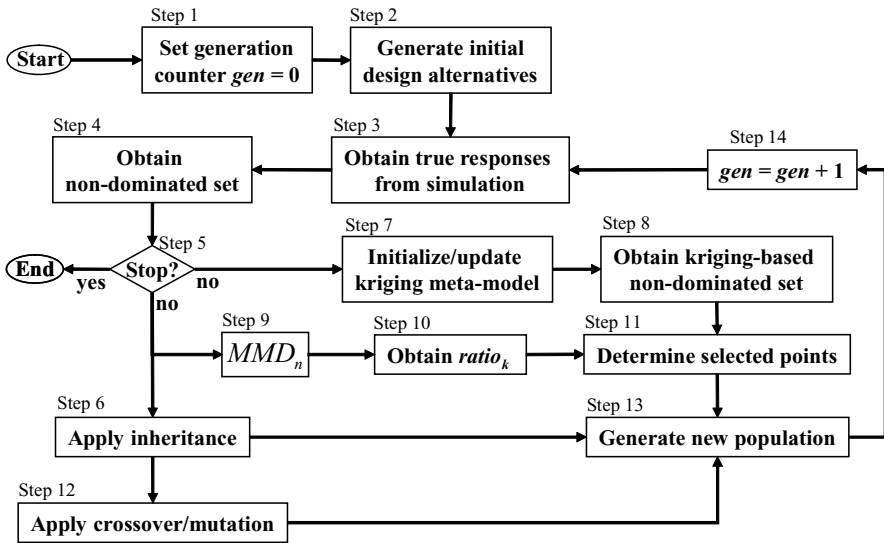 Step 1
Step 2
Start
Set generation
counter gen = 0
Generate initial
design alternatives
Step 4
Step 3
Step 14
Obtain
non-dominated set
Obtain true responses
from simulation
gen = gen + 1
Step 5
Step 7
Step 8
End
yes
Stop?
no
no
Initialize/update
kriging meta-model
Obtain kriging-based
non-dominated set
Step 9
Step 10
Step 11
MMDₙ
Obtain ratioₖ
Determine selected points
Step 6
Step 13
Apply inheritance
Generate new population
Step 12
Apply crossover/mutation